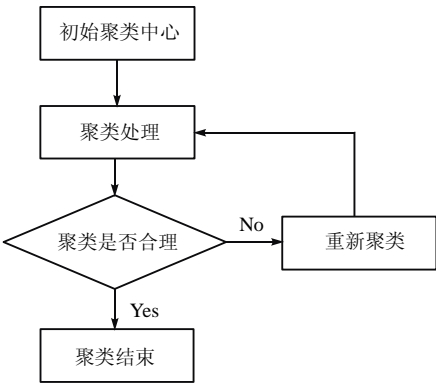 初始聚类中心
聚类处理
聚类是否合理
No
重新聚类
Yes
聚类结束